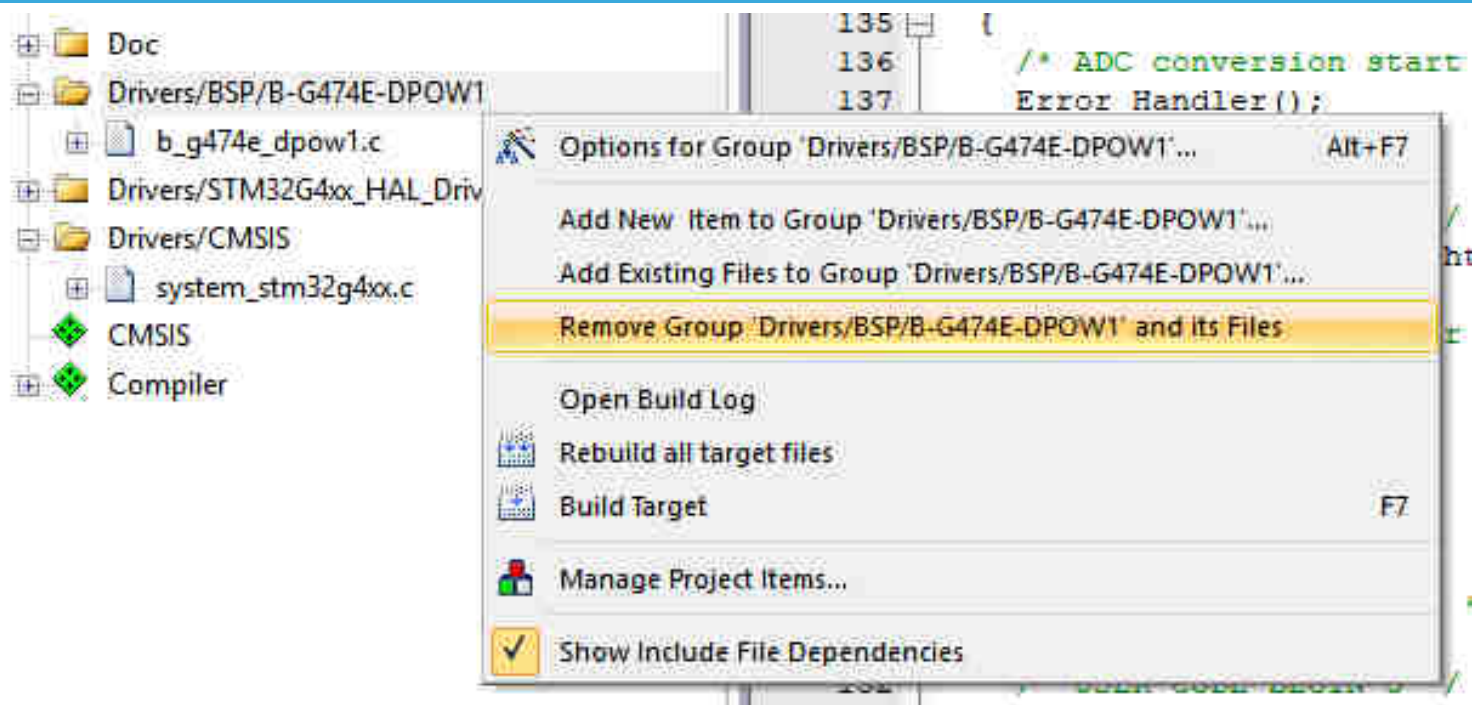 Doc
Drivers/BSP/B-G474E-DPOW1
b_g474e_dpow1.c
Drivers/STM32G4xx_HAL_Driv
Drivers/CMSIS
system_stm32g4xx.c
CMSIS
Compiler
135 {
136 /* ADC conversion start
137 Error_Handler();
Options for Group 'Drivers/BSP/B-G474E-DPOW1'... Alt+F7
Add New Item to Group 'Drivers/BSP/B-G474E-DPOW1'...
Add Existing Files to Group 'Drivers/BSP/B-G474E-DPOW1'...
Remove Group 'Drivers/BSP/B-G474E-DPOW1' and its Files
Open Build Log
Rebuild all target files
Build Target F7
Manage Project Items...
Show Include File Dependencies
/
ht
r